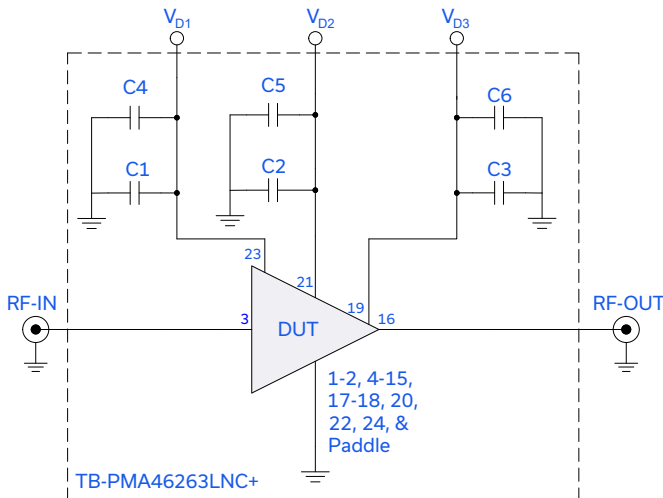 VD1
VD2
VD3
C4
C5
C6
C1
C2
C3
23
21
19
RF-IN
3
DUT
16
RF-OUT
1-2, 4-15,
17-18, 20,
22, 24, &
Paddle
TB-PMA46263LNC+